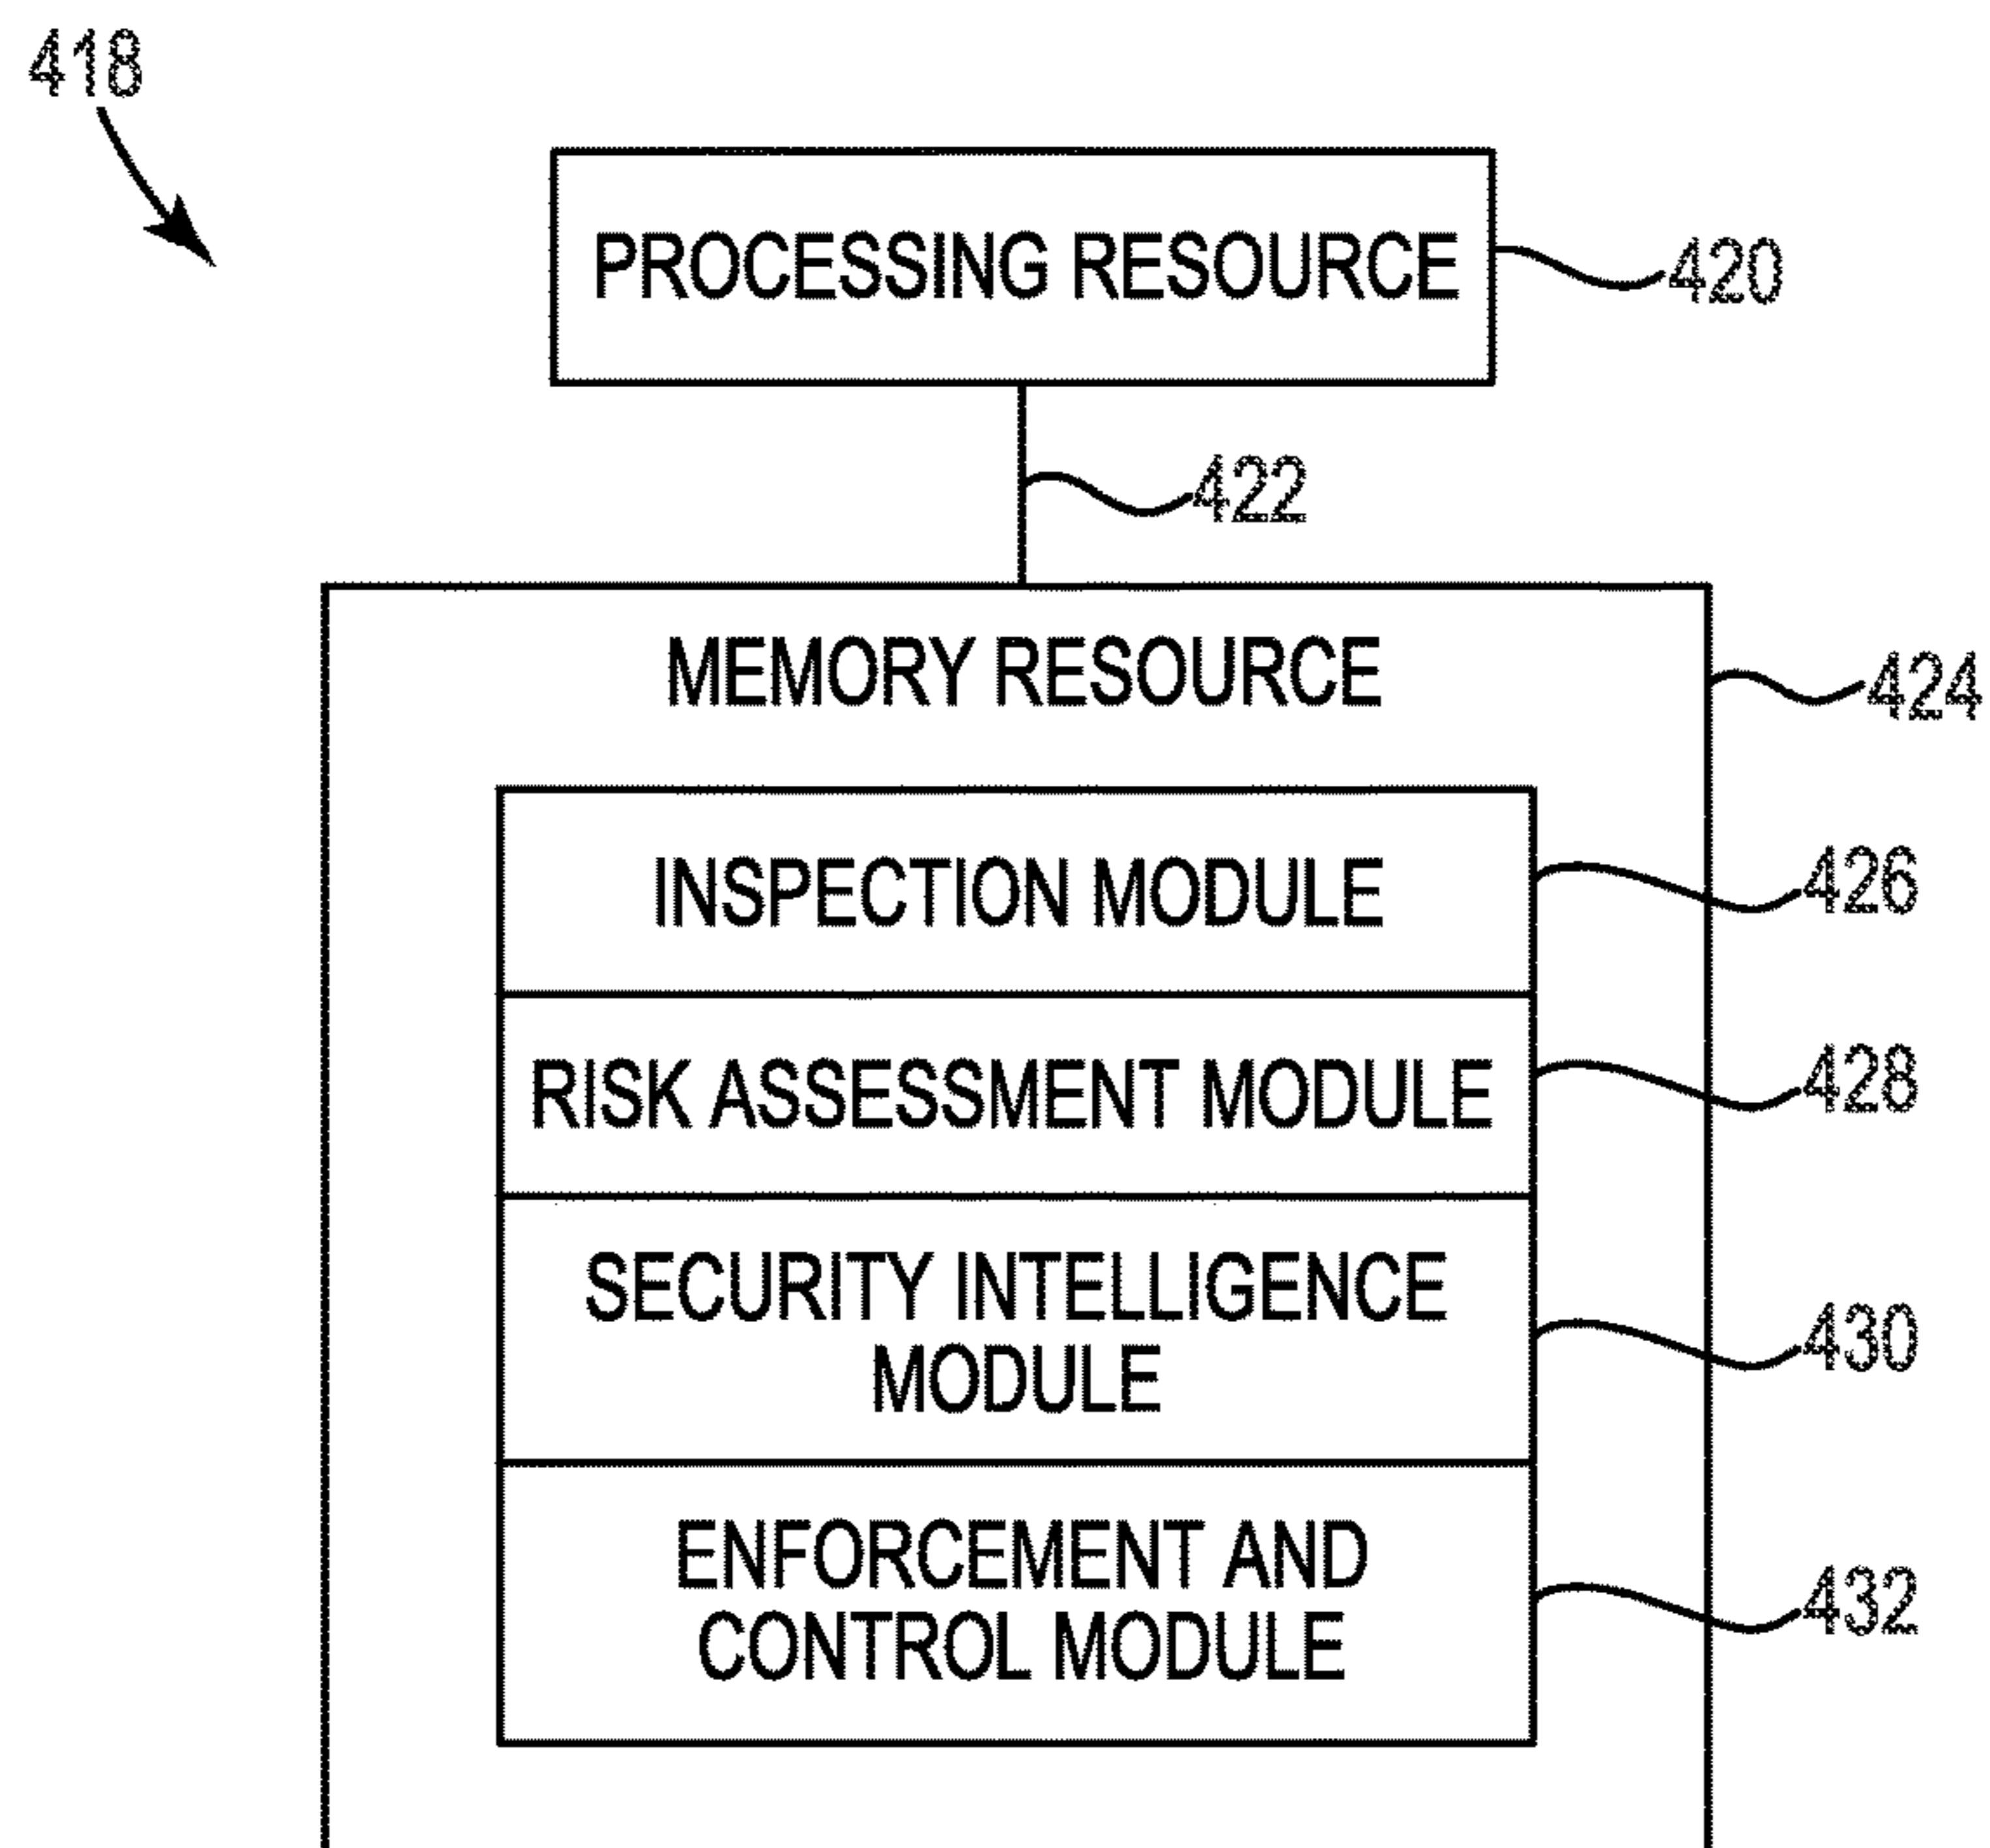 418
PROCESSING RESOURCE
420
422
MEMORY RESOURCE
424
INSPECTION MODULE
426
RISK ASSESSMENT MODULE
428
SECURITY INTELLIGENCE
MODULE
430
ENFORCEMENT AND
CONTROL MODULE
432